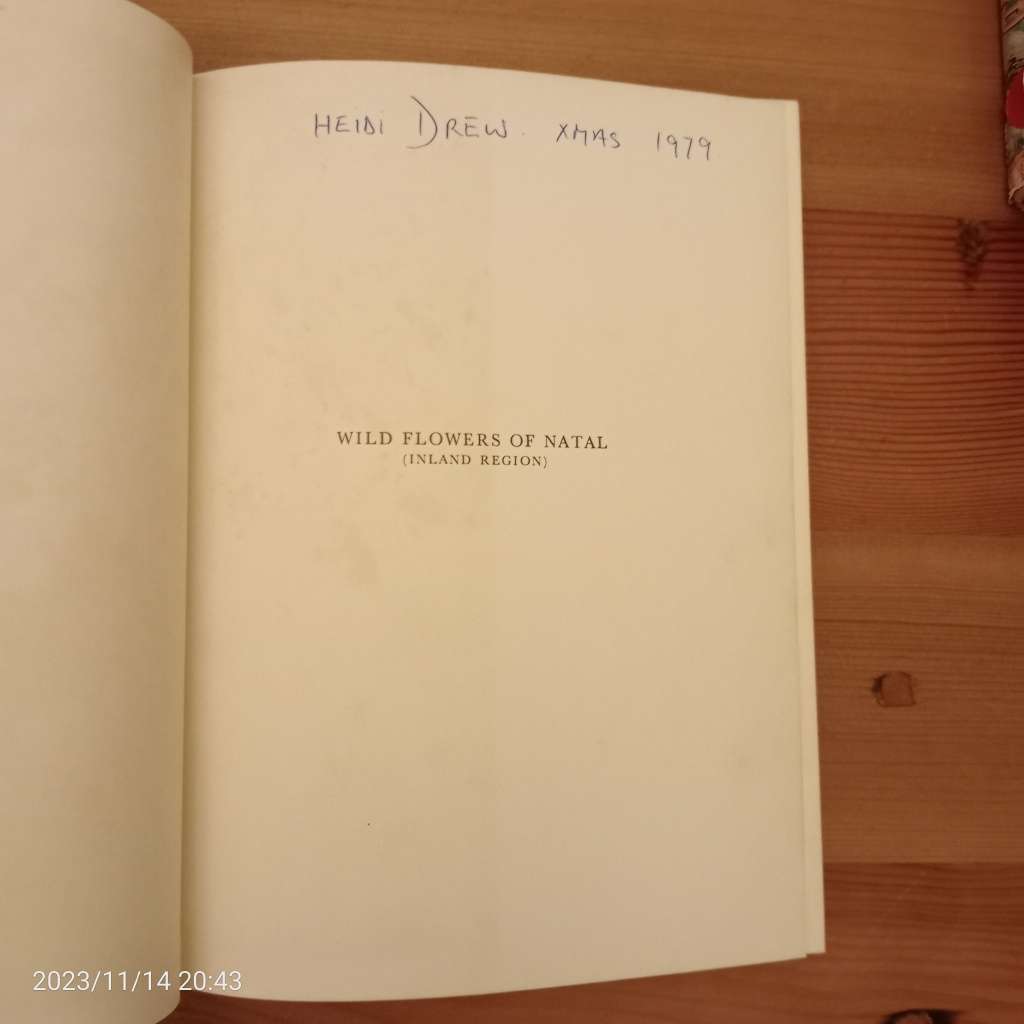 HEIDI DREW. XMAS 1979
WILD FLOWERS OF NATAL
(INLAND REGION)
2023/11/14 20:43